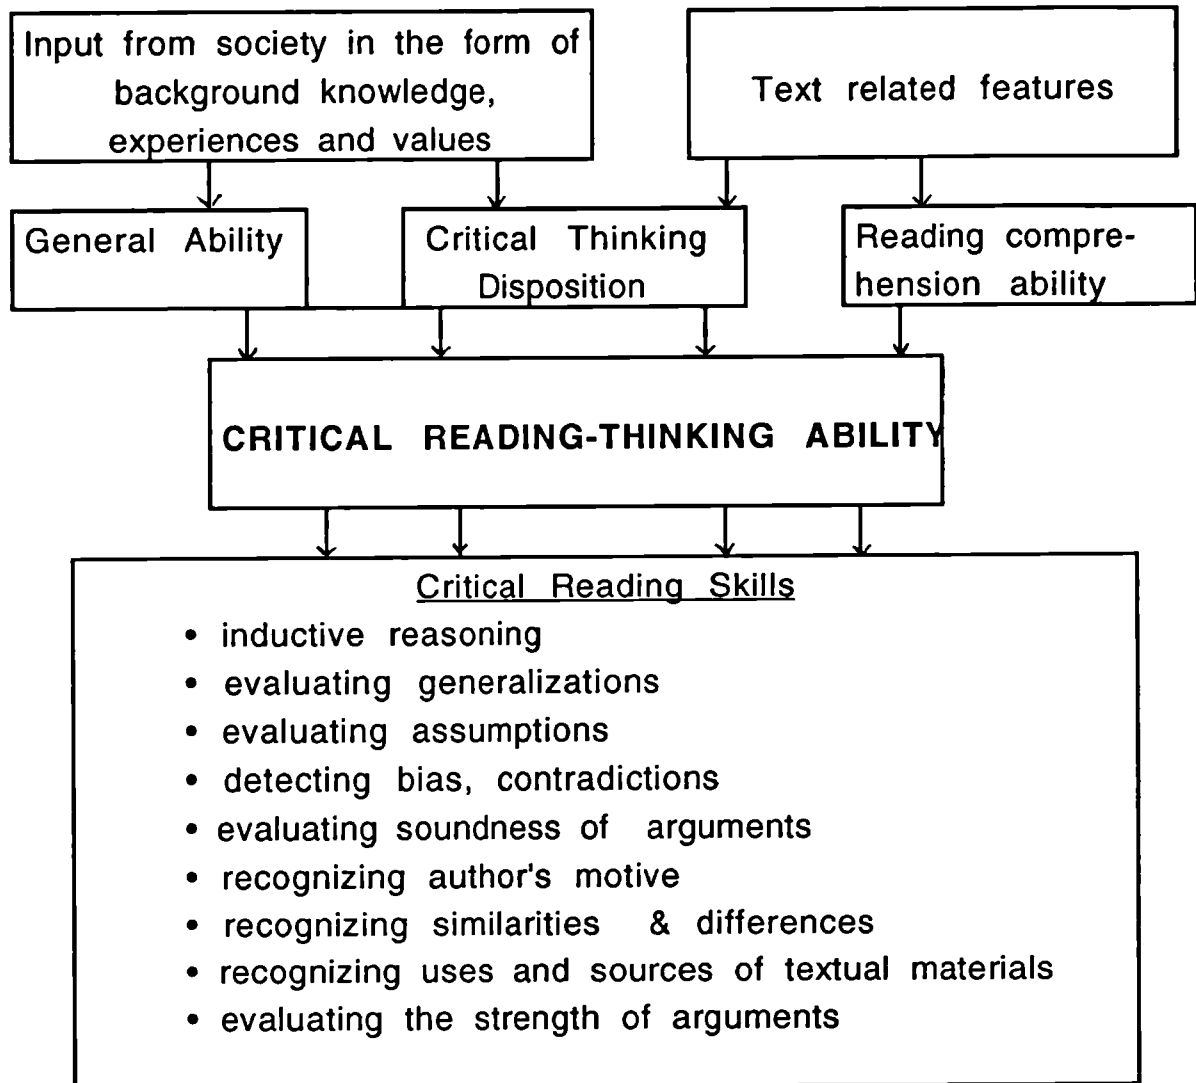 Input from society in the form of
background knowledge,
experiences and values
Text related features
General Ability
Critical Thinking
Disposition
Reading compre-
hension ability
CRITICAL READING-THINKING ABILITY
Critical Reading Skills
• inductive reasoning
• evaluating generalizations
• evaluating assumptions
• detecting bias, contradictions
• evaluating soundness of arguments
• recognizing author's motive
• recognizing similarities & differences
• recognizing uses and sources of textual materials
• evaluating the strength of arguments